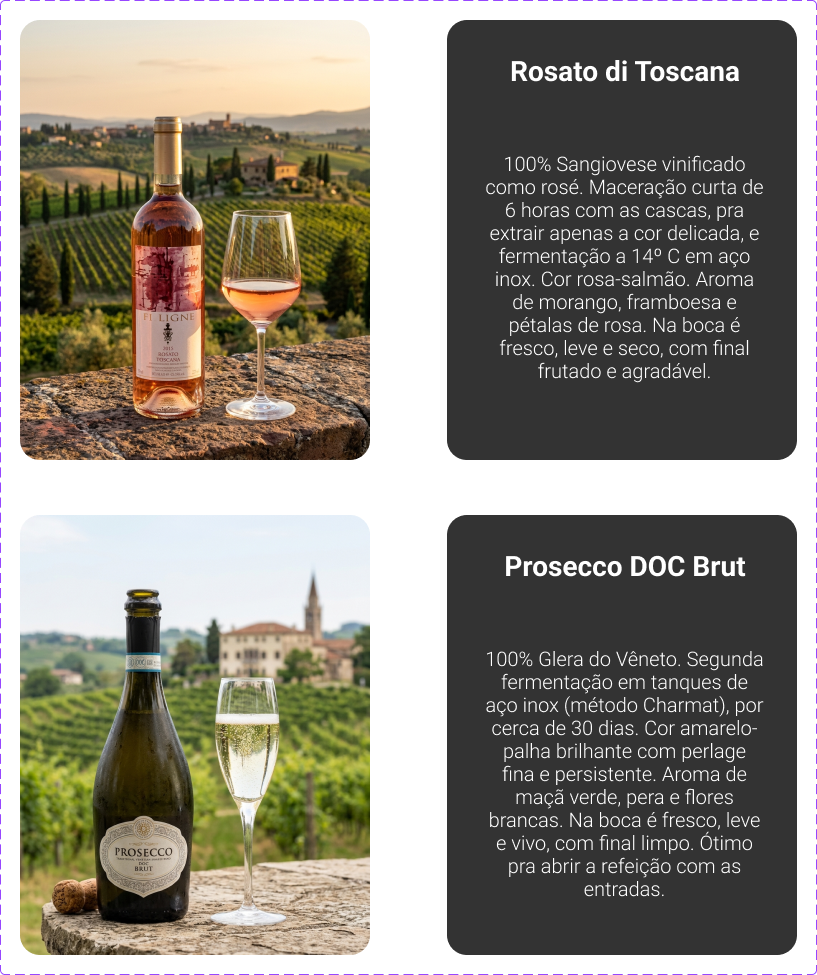 Rosato di Toscana
100% Sangiovese vinificado
como rosé. Maceração curta de
6 horas com as cascas, pra
extrair apenas a cor delicada, e
fermentação a 14º C em aço
inox. Cor rosa-salmão. Aroma
de morango, framboesa e
pétalas de rosa. Na boca é
fresco, leve e seco, com final
frutado e agradável.
FI LIGNE
ROSATO
TOSCANA
Prosecco DOC Brut
100% Glera do Vêneto. Segunda
fermentação em tanques de
aço inox (método Charmat), por
cerca de 30 dias. Cor amarelo-
palha brilhante com perlage
fina e persistente. Aroma de
maçã verde, pera e flores
brancas. Na boca é fresco, leve
e vivo, com final limpo. Ótimo
pra abrir a refeição com as
entradas.
PROSECCO
DOC
BRUT